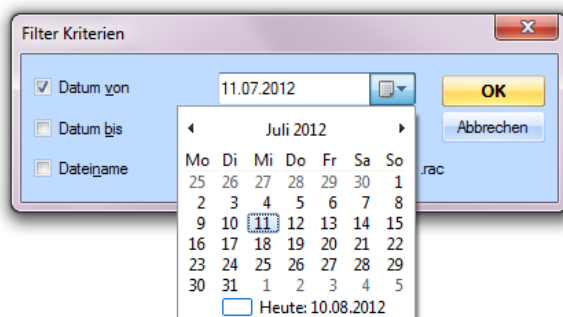 Filter Kriterien
Datum von 11.07.2012 OK
Datum bis Abbrechen
Dateiname .rac
Juli 2012
Mo Di Mi Do Fr Sa So
25 26 27 28 29 30 1
2 3 4 5 6 7 8
9 10 11 12 13 14 15
16 17 18 19 20 21 22
23 24 25 26 27 28 29
30 31 1 2 3 4 5
Heute: 10.08.2012